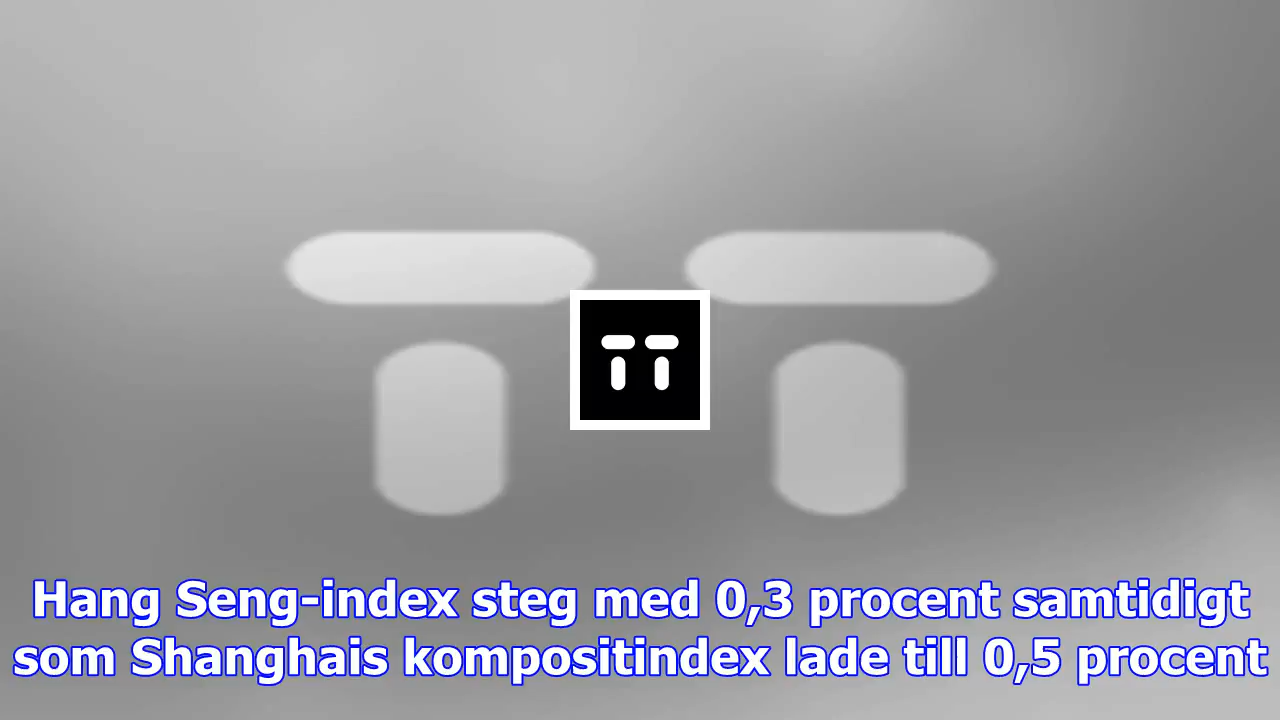 Hang Seng-index steg med 0,3 procent samtidigt
som Shanghais kompositindex lade till 0,5 procent